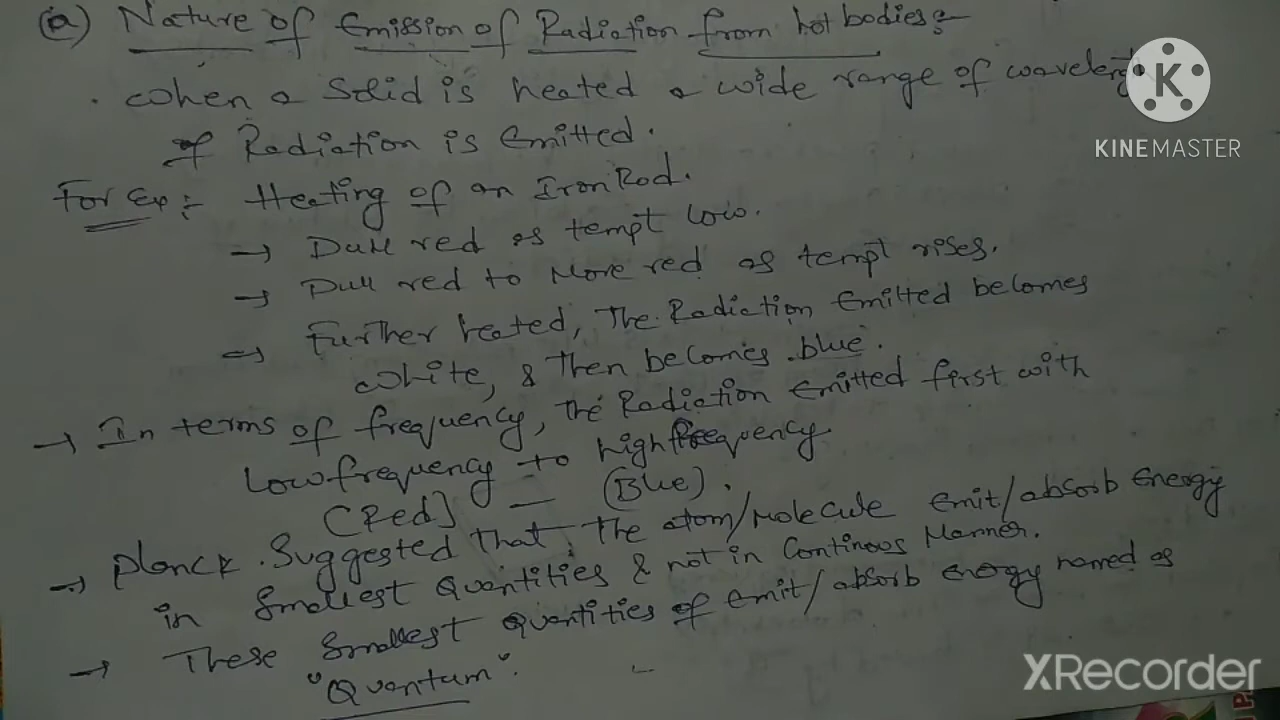 (a) Nature of Emission of Radiation from hot bodies:-
. When a Solid is heated a wide range of wavelengt
of Radiation is Emitted.
For Ex:- Heating of an Iron Rod.
→ Dull red as tempt low.
→ Dull red to More red as tempt rises.
→ Further heated, The Radiation Emitted becomes
White, & Then becomes blue.
→ In terms of frequency, the Radiation Emitted first with
Low frequency to high frequency
(Red) — (Blue).
→ Planck Suggested that The atom/Molecule emit/absorb Energy
in Smallest Quantities & not in Continous Manner.
→ These Smallest quantities of emit/absorb energy named as
"Quantum".
K
KINEMASTER
XRecorder